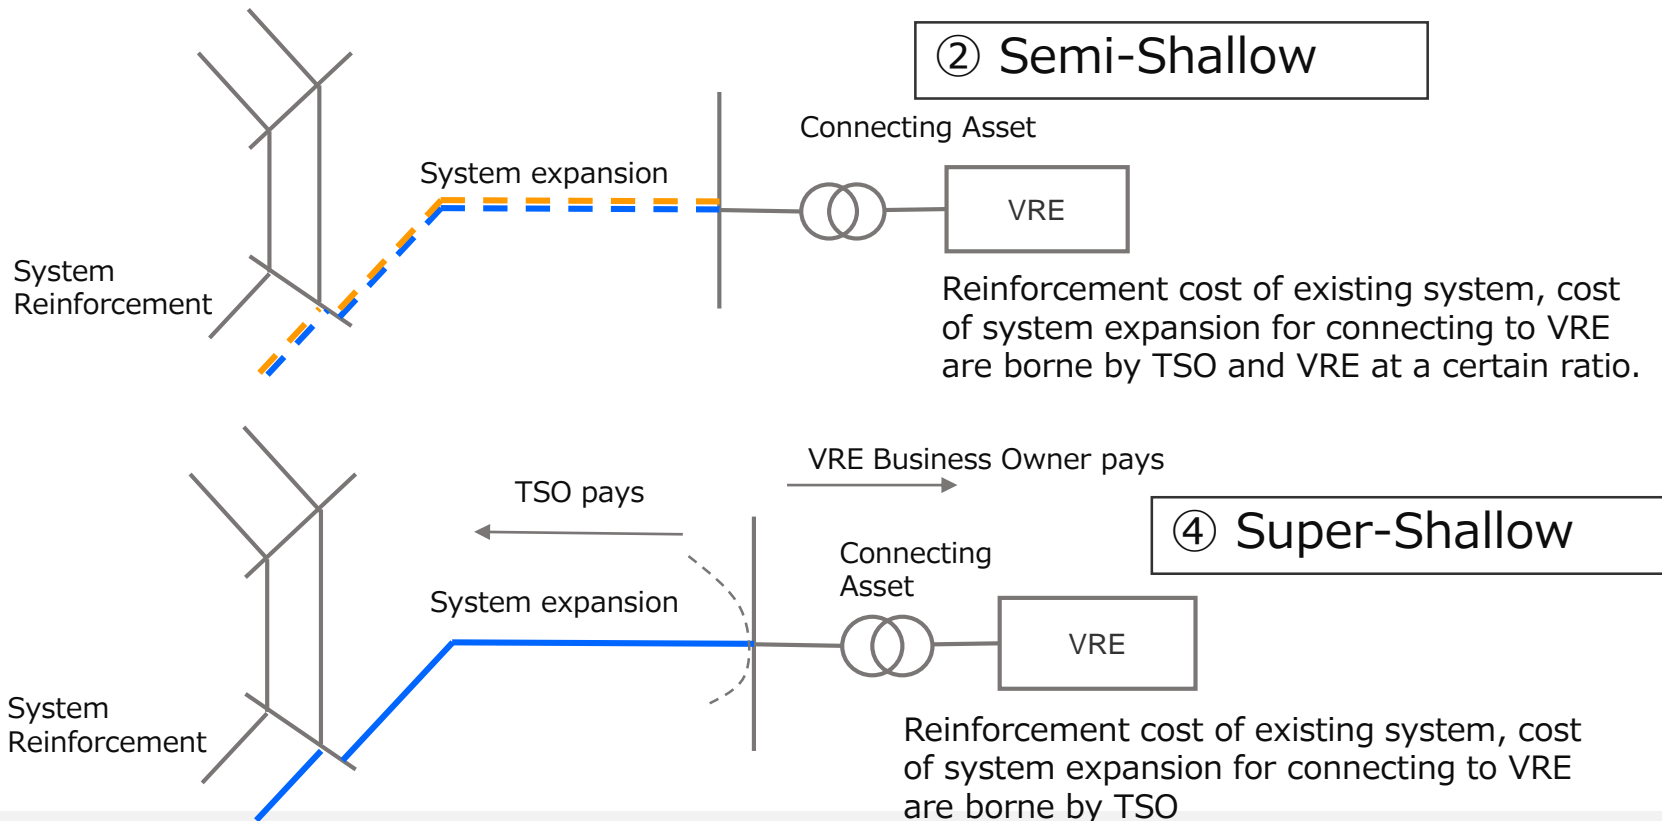 ② Semi-Shallow
Connecting Asset
System expansion
VRE
System
Reinforcement
Reinforcement cost of existing system, cost
of system expansion for connecting to VRE
are borne by TSO and VRE at a certain ratio.
VRE Business Owner pays
TSO pays
④ Super-Shallow
Connecting
Asset
System expansion
VRE
System
Reinforcement
Reinforcement cost of existing system, cost
of system expansion for connecting to VRE
are borne by TSO